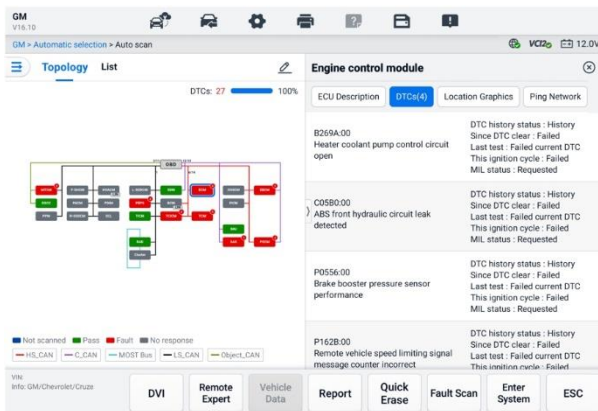 GM
V16.10
GM > Automatic selection > Auto scan
VCI2
12.0V
Topology
List
DTCs: 27
100%
OBD
Not scanned
Pass
Fault
No response
HS_CAN
C_CAN
MOST Bus
LS_CAN
Object_CAN
Engine control module
ECU Description
DTCs(4)
Location Graphics
Ping Network
B269A:00
Heater coolant pump control circuit
open
DTC history status : History
Since DTC clear : Failed
Last test : Failed current DTC
This ignition cycle : Failed
MIL status : Requested
C05B0:00
ABS front hydraulic circuit leak
detected
DTC history status : History
Since DTC clear : Failed
Last test : Failed current DTC
This ignition cycle : Failed
MIL status : Requested
P0556:00
Brake booster pressure sensor
performance
DTC history status : History
Since DTC clear : Failed
Last test : Failed current DTC
This ignition cycle : Failed
MIL status : Requested
P162B:00
Remote vehicle speed limiting signal
message counter incorrect
DTC history status : History
Since DTC clear : Failed
Last test : Failed current DTC
This ignition cycle : Failed
VIN
Info: GM/Chevrolet/Cruze
DVI
Remote
Expert
Vehicle
Data
Report
Quick
Erase
Fault Scan
Enter
System
ESC